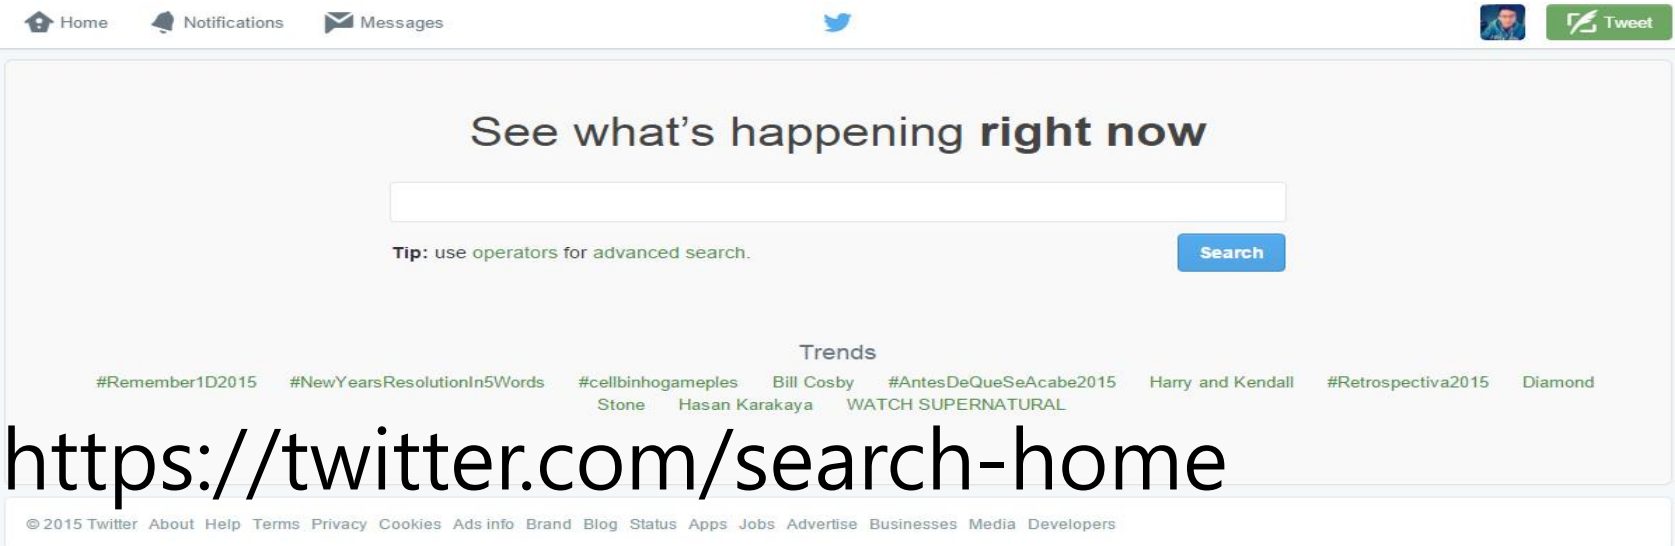 Home Notifications Messages Tweet
See what's happening right now
Tip: use operators for advanced search. Search
Trends
#Remember1D2015 #NewYearsResolutionIn5Words #cellbinhogameples Bill Cosby #AntesDeQueSeAcabe2015 Harry and Kendall #Retrospectiva2015 Diamond
Stone Hasan Karakaya WATCH SUPERNATURAL
https://twitter.com/search-home
© 2015 Twitter About Help Terms Privacy Cookies Ads info Brand Blog Status Apps Jobs Advertise Businesses Media Developers